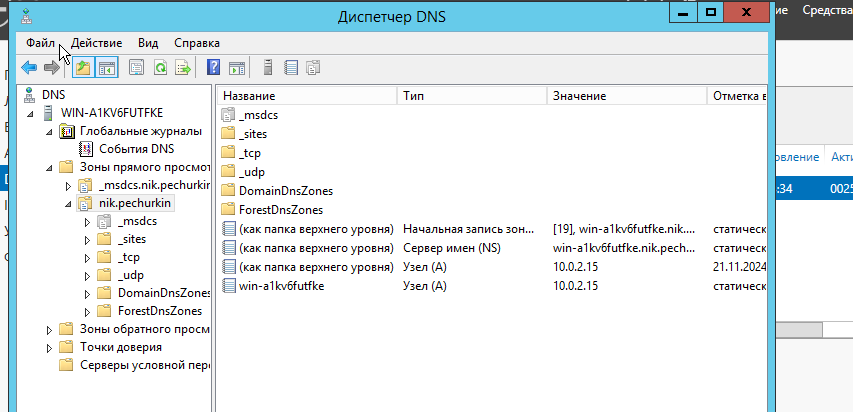 Диспетчер DNS
ние Средства
Файл Действие Вид Справка
DNS
WIN-A1KV6FUTFKE
Глобальные журналы
События DNS
Зоны прямого просмот
_msdcs.nik.pechurkin
nik.pechurkin
_msdcs
_sites
_tcp
_udp
DomainDnsZones
ForestDnsZones
Зоны обратного просм
Точки доверия
Серверы условной пере
Название Тип Значение Отметка в
_msdcs
_sites
_tcp
_udp
DomainDnsZones
ForestDnsZones
(как папка верхнего уровня) Начальная запись зон... [19], win-a1kv6futfke.nik....
(как папка верхнего уровня) Сервер имен (NS) win-a1kv6futfke.nik.pech... статическ
(как папка верхнего уровня) Узел (A) 10.0.2.15 21.11.2024
win-a1kv6futfke Узел (A) 10.0.2.15 статическ
овление Акти
:34 0025